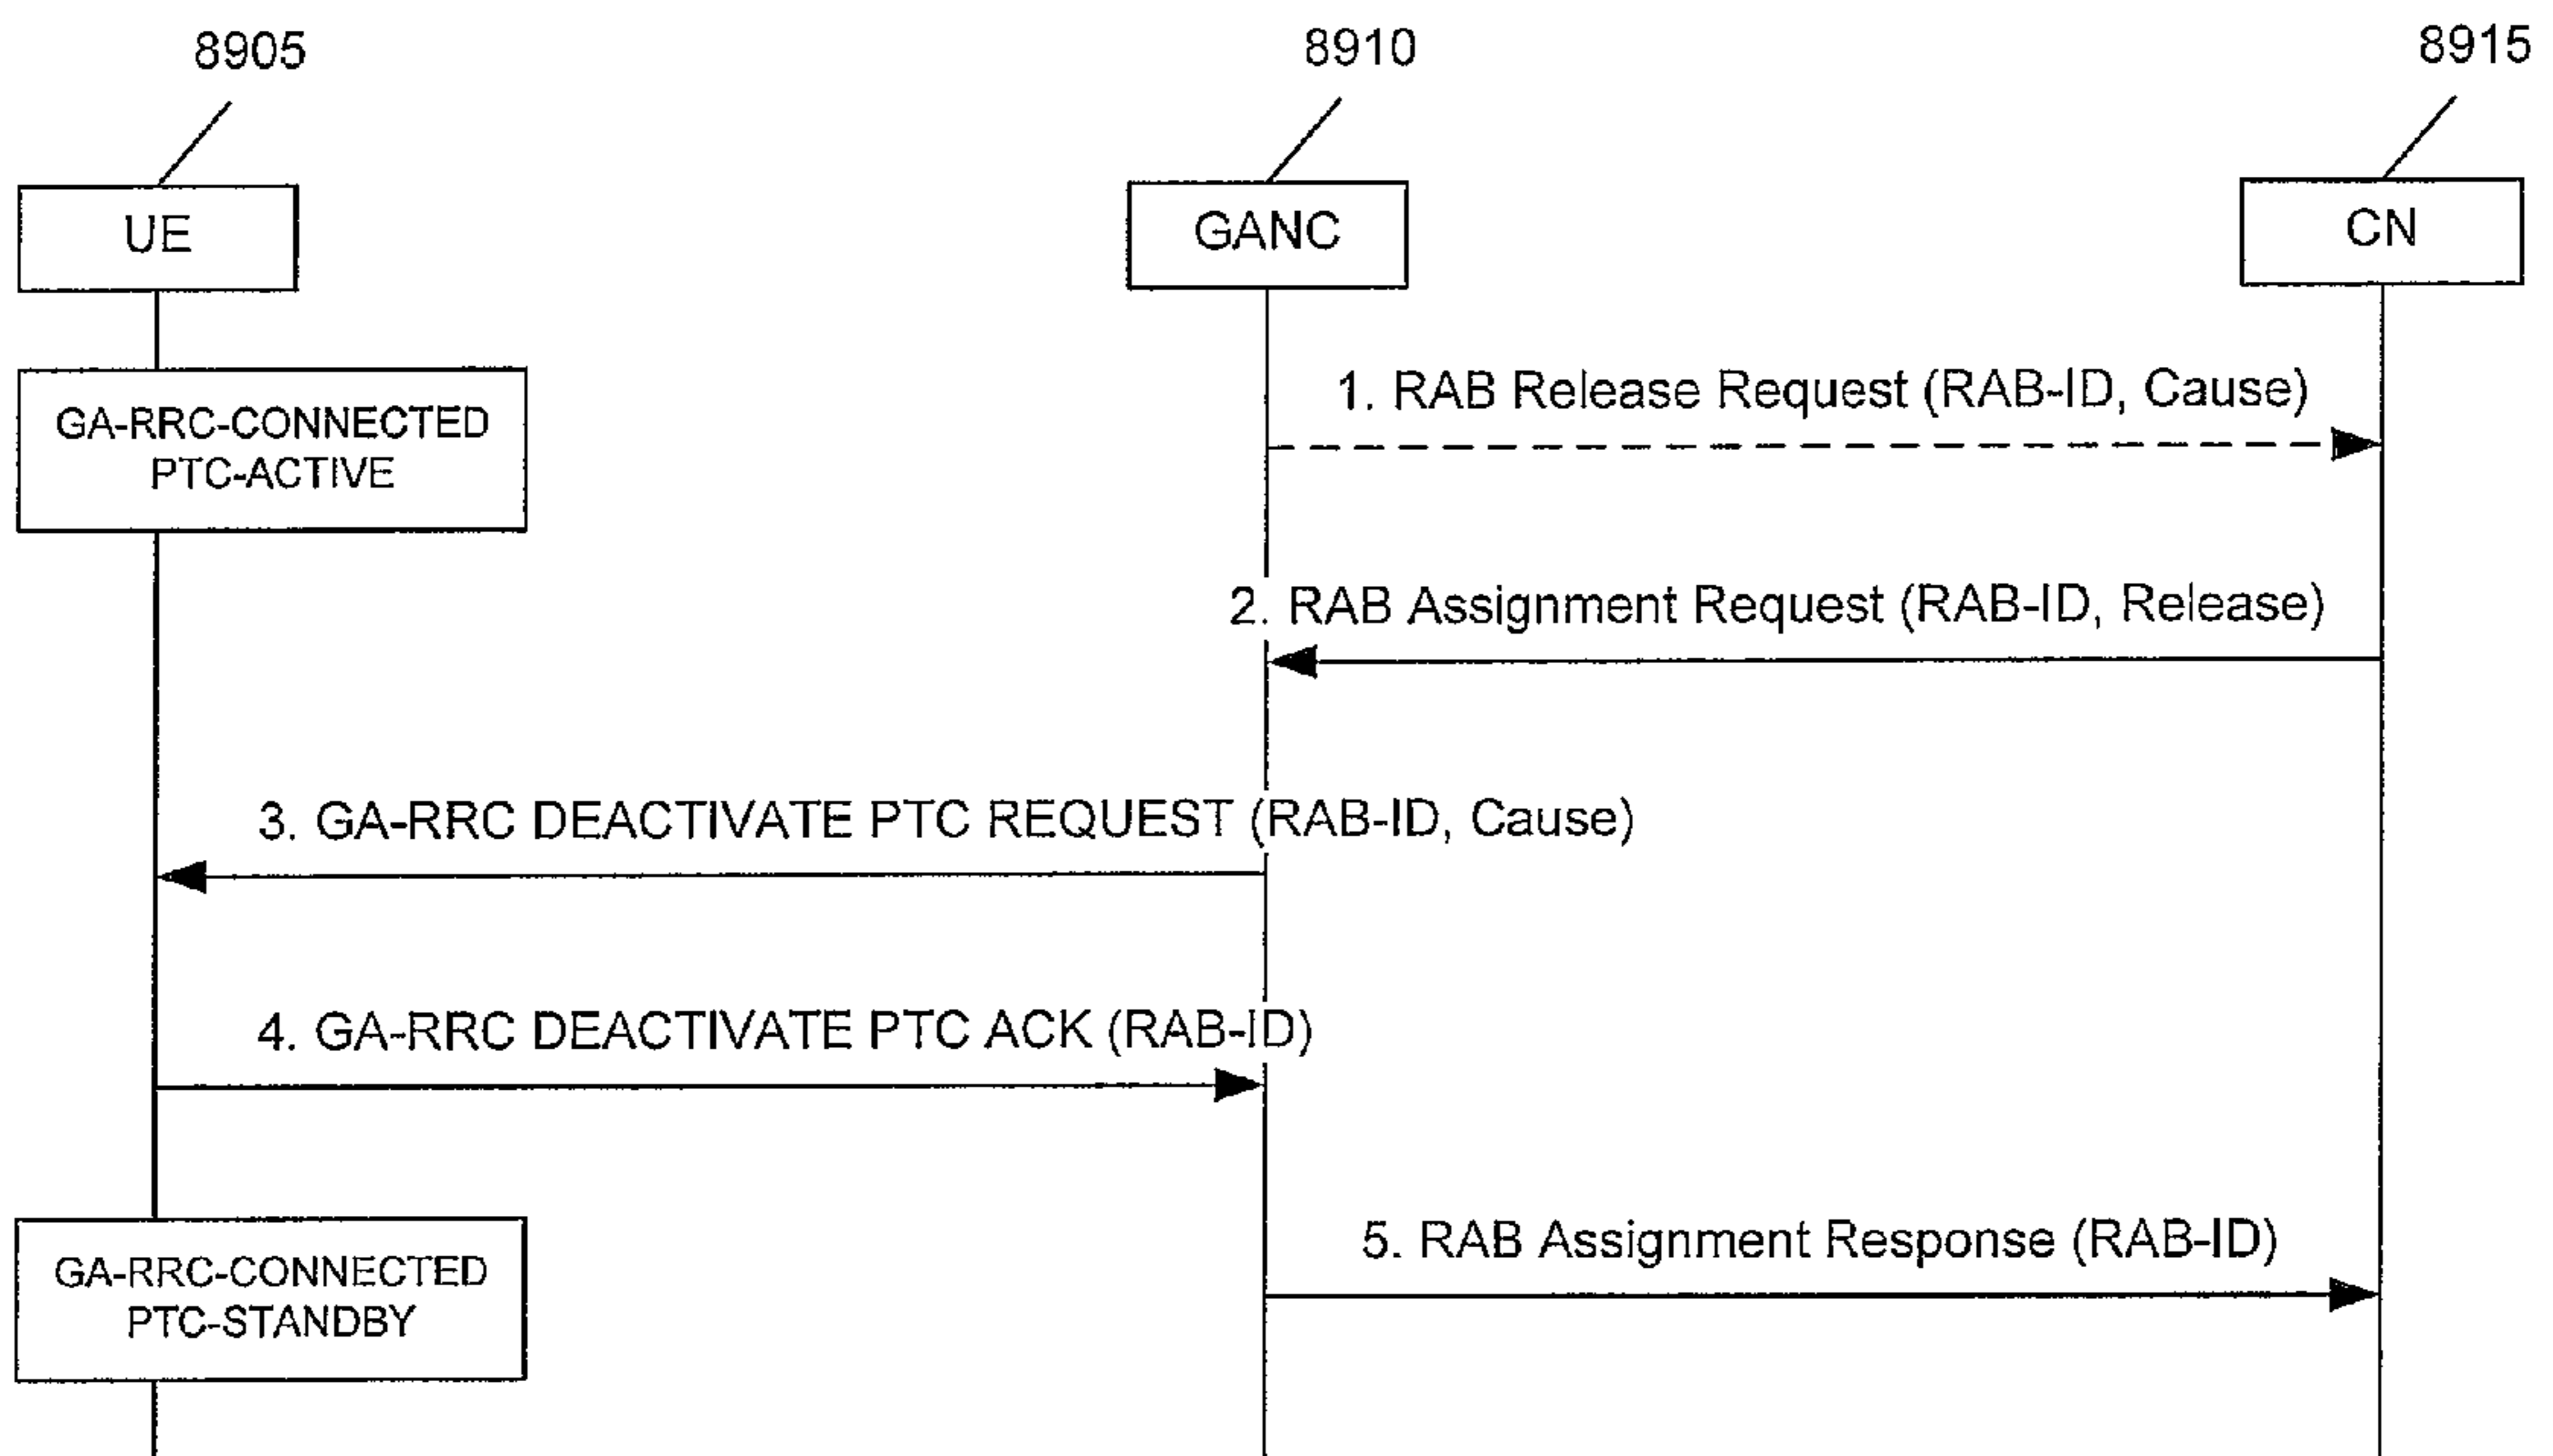 8905
8910
8915
UE
GANC
CN
GA-RRC-CONNECTED
PTC-ACTIVE
1. RAB Release Request (RAB-ID, Cause)
2. RAB Assignment Request (RAB-ID, Release)
3. GA-RRC DEACTIVATE PTC REQUEST (RAB-ID, Cause)
4. GA-RRC DEACTIVATE PTC ACK (RAB-ID)
GA-RRC-CONNECTED
PTC-STANDBY
5. RAB Assignment Response (RAB-ID)